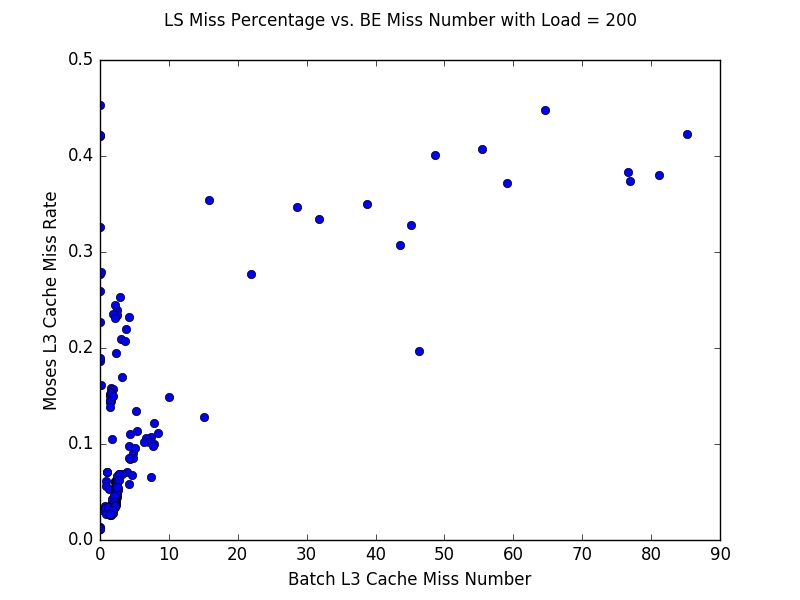 LS Miss Percentage vs. BE Miss Number with Load = 200
0.5
0.4
0.3
0.2
0.1
0.0
Moses L3 Cache Miss Rate
0 10 20 30 40 50 60 70 80 90
Batch L3 Cache Miss Number